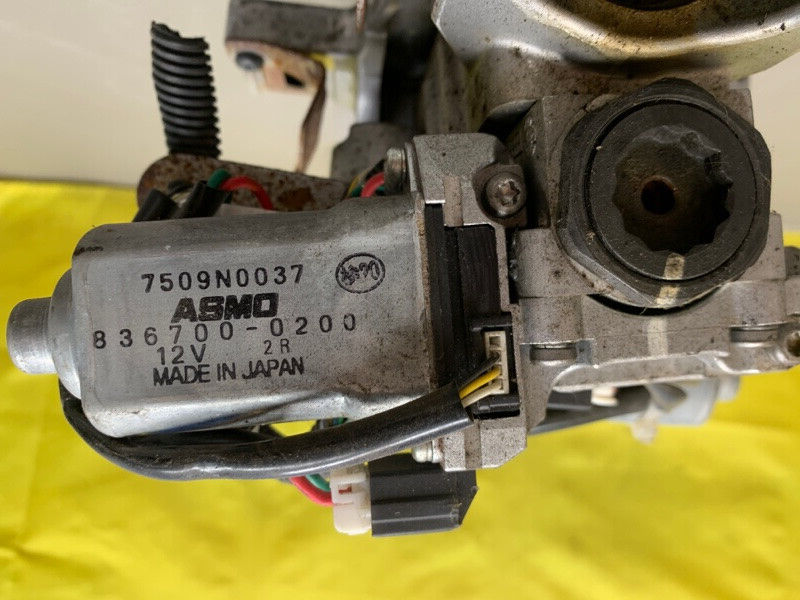 7509N0037
ASMO
836700-0200
12V 2R
MADE IN JAPAN